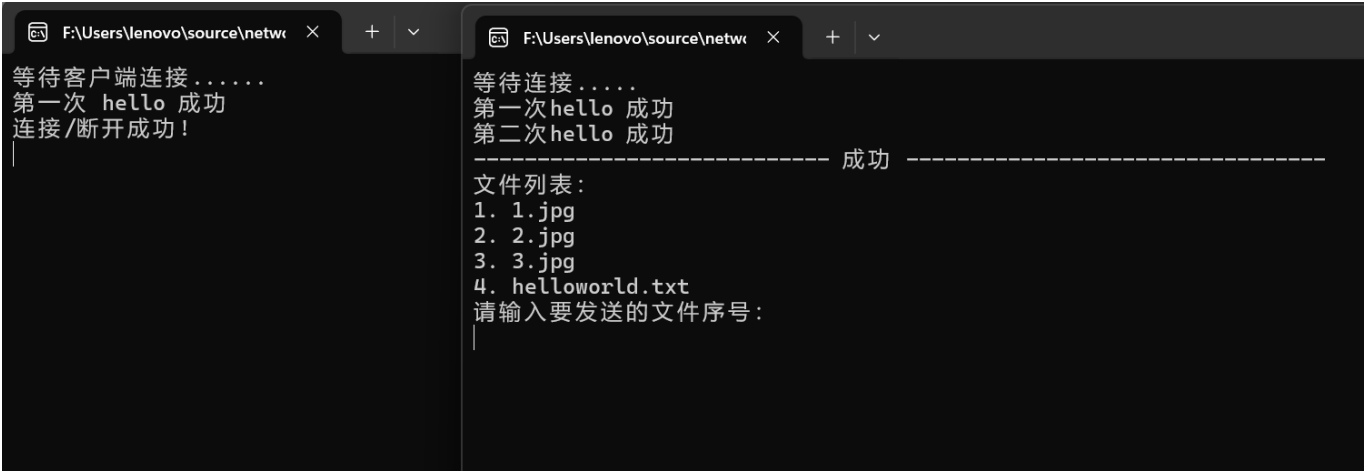 F:\Users\lenovo\source\netwo
等待客户端连接......
第一次 hello 成功
连接/断开成功!
F:\Users\lenovo\source\netwo
等待连接.....
第一次hello 成功
第二次hello 成功
---------------------------- 成功 ---------------------------------
文件列表:
1. 1.jpg
2. 2.jpg
3. 3.jpg
4. helloworld.txt
请输入要发送的文件序号: